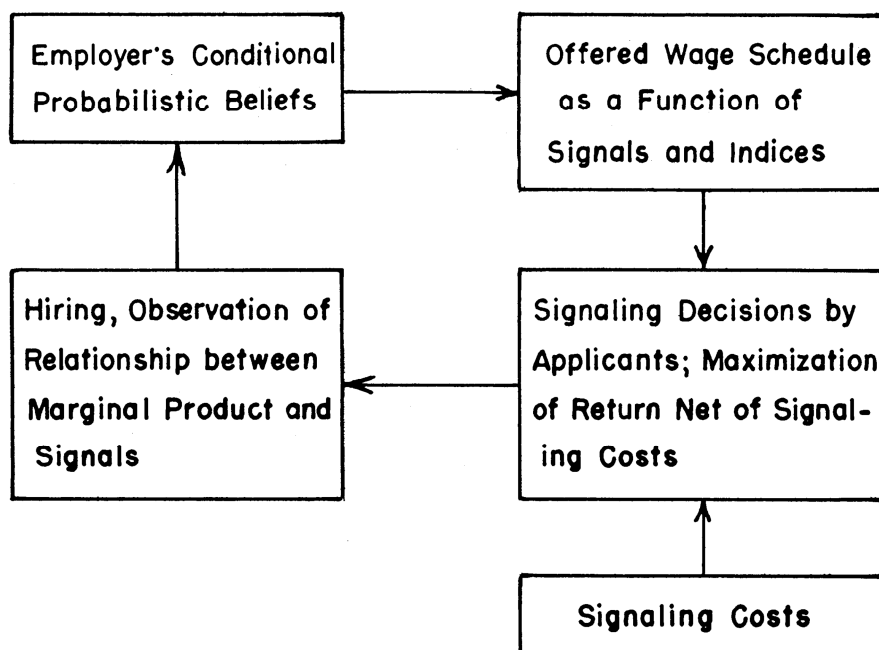 Employer's Conditional
Probabilistic Beliefs
Offered Wage Schedule
as a Function of
Signals and Indices
Hiring, Observation of
Relationship between
Marginal Product and
Signals
Signaling Decisions by
Applicants; Maximization
of Return Net of Signal-
ing Costs
Signaling Costs